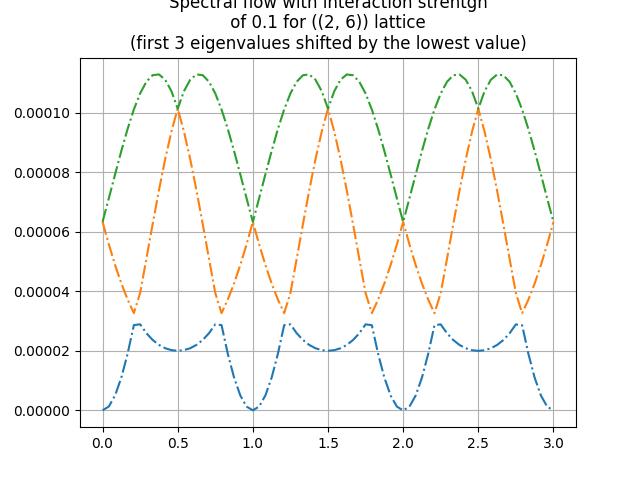 Spectral flow with interaction strentgh
of 0.1 for ((2, 6)) lattice
(first 3 eigenvalues shifted by the lowest value)
0.00010
0.00008
0.00006
0.00004
0.00002
0.00000
0.0 0.5 1.0 1.5 2.0 2.5 3.0